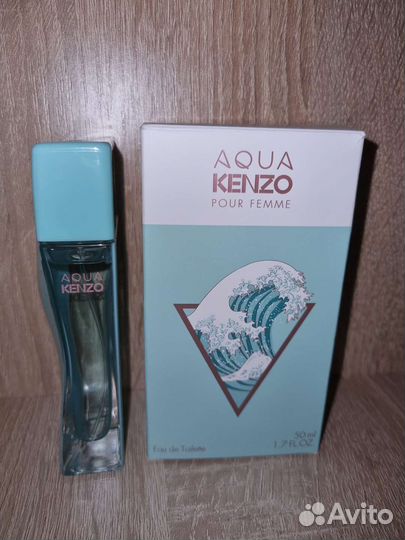 AQUA
KENZO
POUR FEMME
AQUA
KENZO
50 ml
Eau de Toilette
1.7 FL.OZ.
Avito